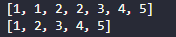 [1, 1, 2, 2, 3, 4, 5]
[1, 2, 3, 4, 5]